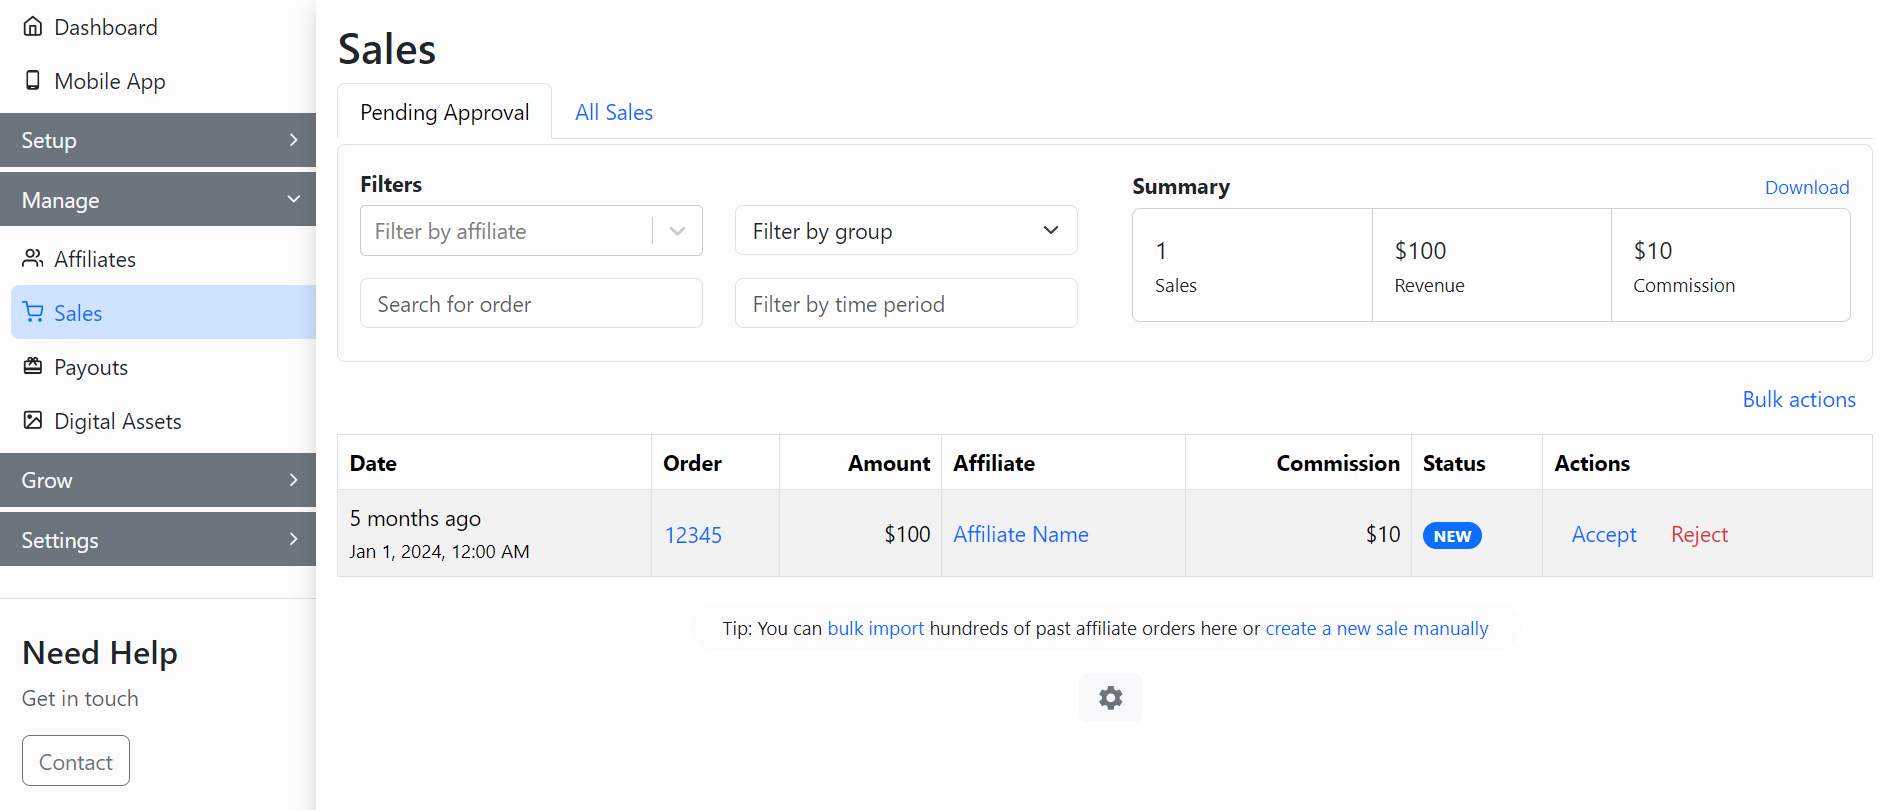 Dashboard
Mobile App
Setup
Manage
Affiliates
Sales
Payouts
Digital Assets
Grow
Settings
Need Help
Get in touch
Contact
Sales
Pending Approval
All Sales
Filters
Filter by affiliate
Filter by group
Search for order
Filter by time period
Summary
Download
1
Sales
$100
Revenue
$10
Commission
Bulk actions
Date Order Amount Affiliate Commission Status Actions
5 months ago
Jan 1, 2024, 12:00 AM
12345 $100 Affiliate Name $10 NEW Accept Reject
Tip: You can bulk import hundreds of past affiliate orders here or create a new sale manually